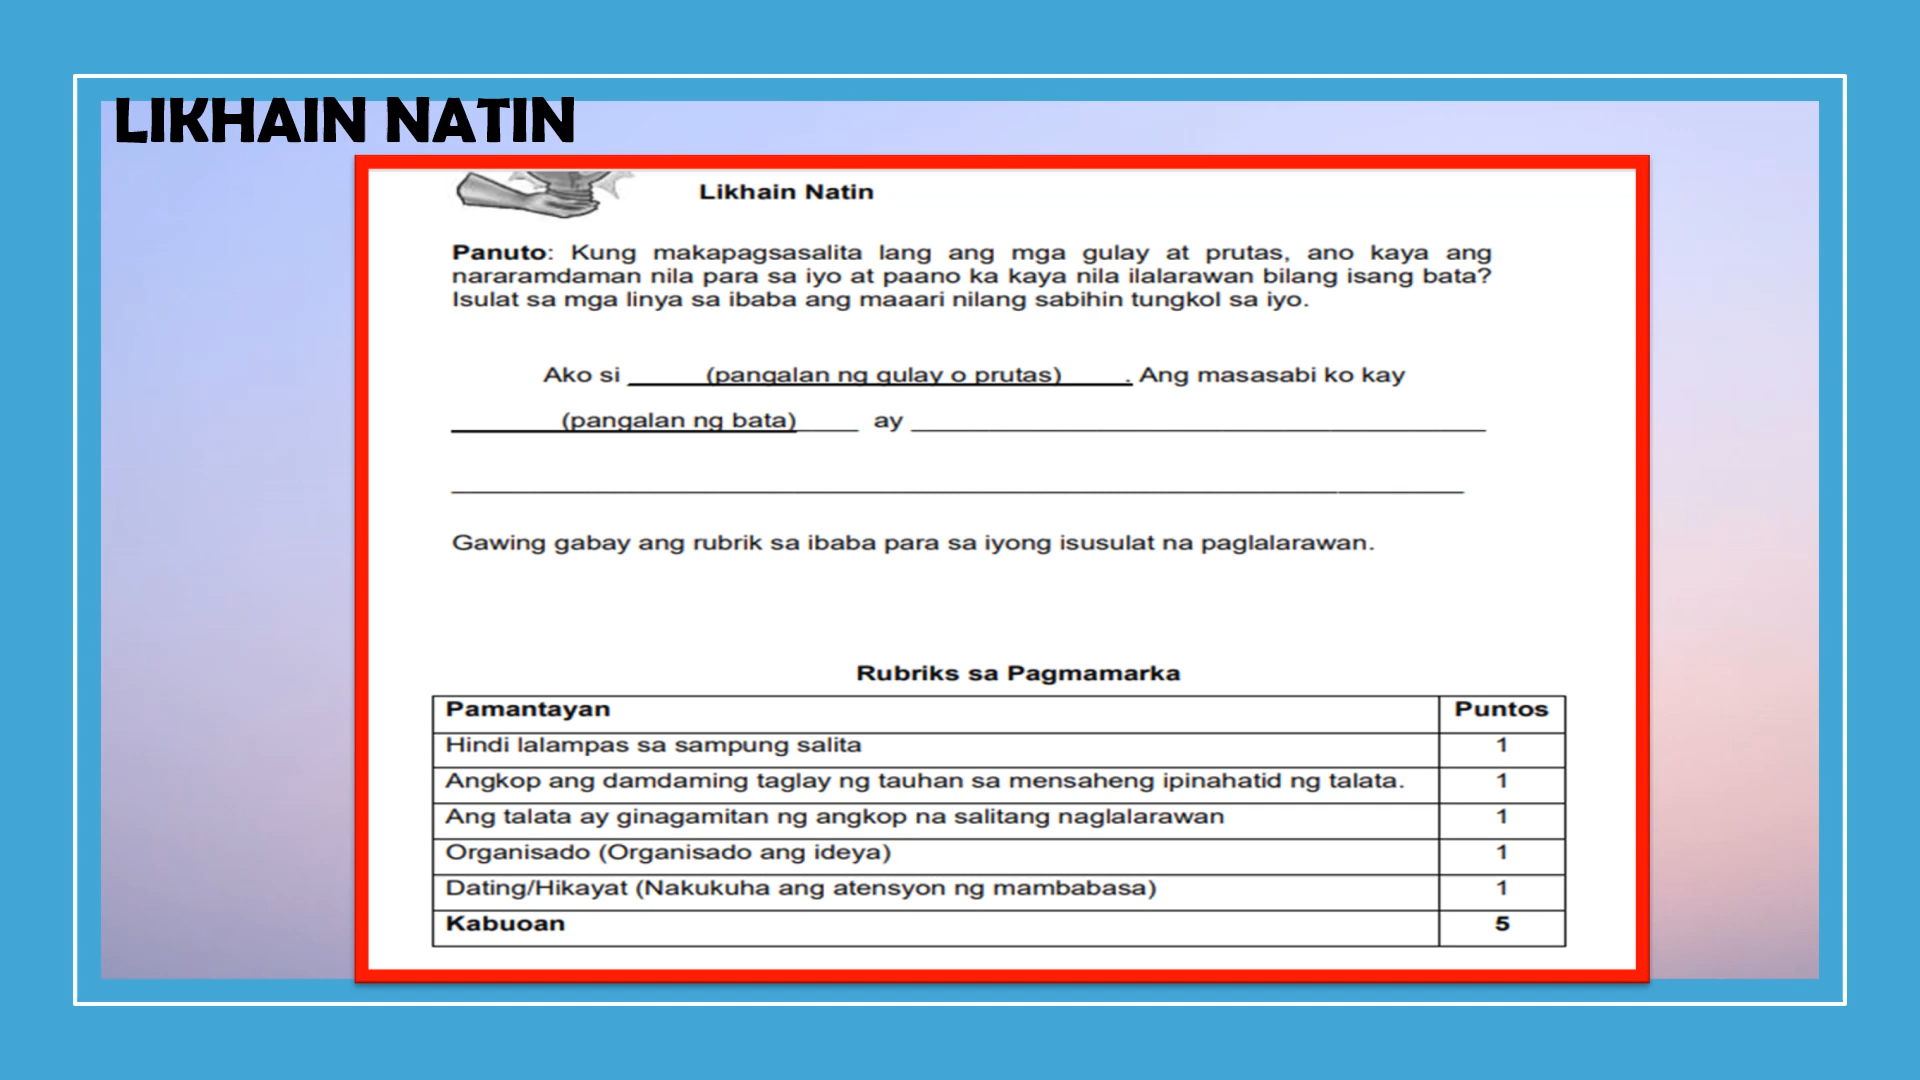 LIKHAIN NATIN
Likhain Natin
Panuto: Kung makapagsasalita lang ang mga gulay at prutas, ano kaya ang
nararamdaman nila para sa iyo at paano ka kaya nila ilalarawan bilang isang bata?
Isulat sa mga linya sa ibaba ang maaari nilang sabihin tungkol sa iyo.
Ako si ______(pangalan ng gulay o prutas)_____. Ang masasabi ko kay
________(pangalan ng bata)_____ ay ______________________________________________
_________________________________________________________________________________
Gawing gabay ang rubrik sa ibaba para sa iyong isusulat na paglalarawan.
Rubriks sa Pagmamarka
Pamantayan Puntos
Hindi lalampas sa sampung salita 1
Angkop ang damdaming taglay ng tauhan sa mensaheng ipinahatid ng talata. 1
Ang talata ay ginagamitan ng angkop na salitang naglalarawan 1
Organisado (Organisado ang ideya) 1
Dating/Hikayat (Nakukuha ang atensyon ng mambabasa) 1
Kabuoan 5